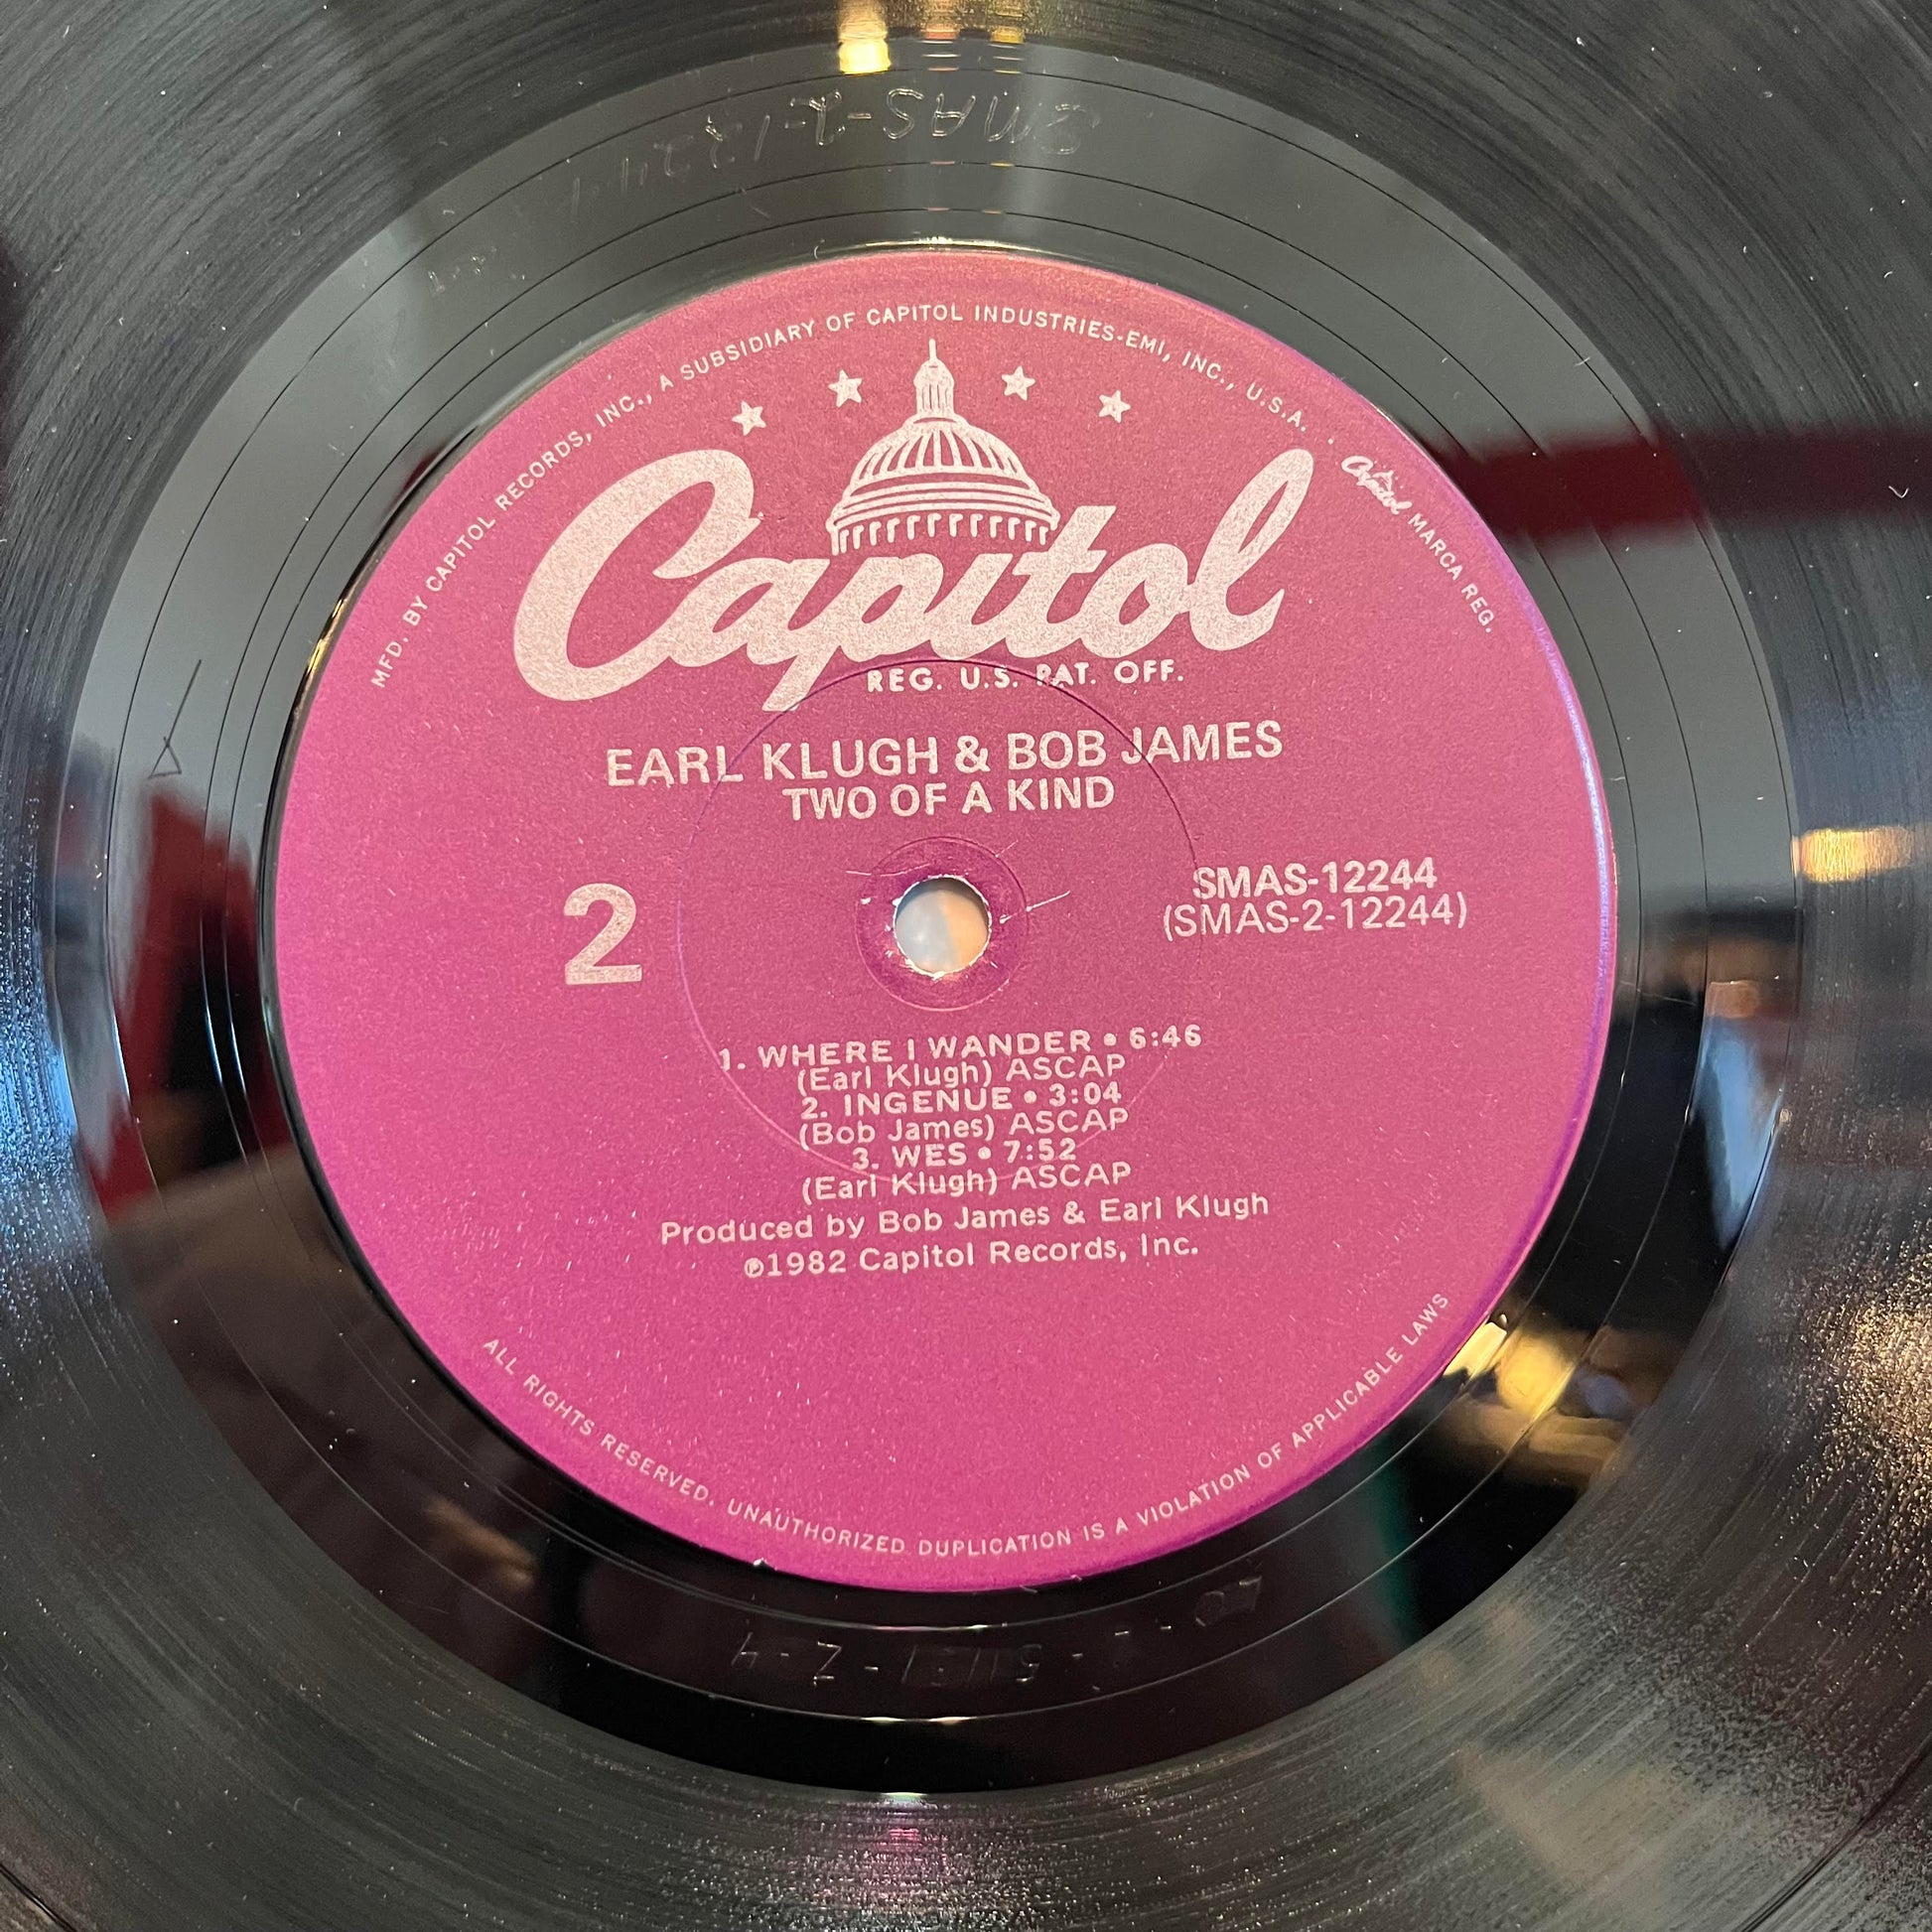 SMAS-2-12244
MFD. BY CAPITOL RECORDS, INC., A SUBSIDIARY OF CAPITOL INDUSTRIES-EMI, INC., U.S.A. · Capitol MARCA REG.
Capitol
REG. U.S. PAT. OFF.
EARL KLUGH & BOB JAMES
TWO OF A KIND
2
SMAS-12244
(SMAS-2-12244)
1. WHERE I WANDER • 6:46
(Earl Klugh) ASCAP
2. INGENUE • 3:04
(Bob James) ASCAP
3. WES • 7:52
(Earl Klugh) ASCAP
Produced by Bob James & Earl Klugh
℗1982 Capitol Records, Inc.
ALL RIGHTS RESERVED. UNAUTHORIZED DUPLICATION IS A VIOLATION OF APPLICABLE LAWS